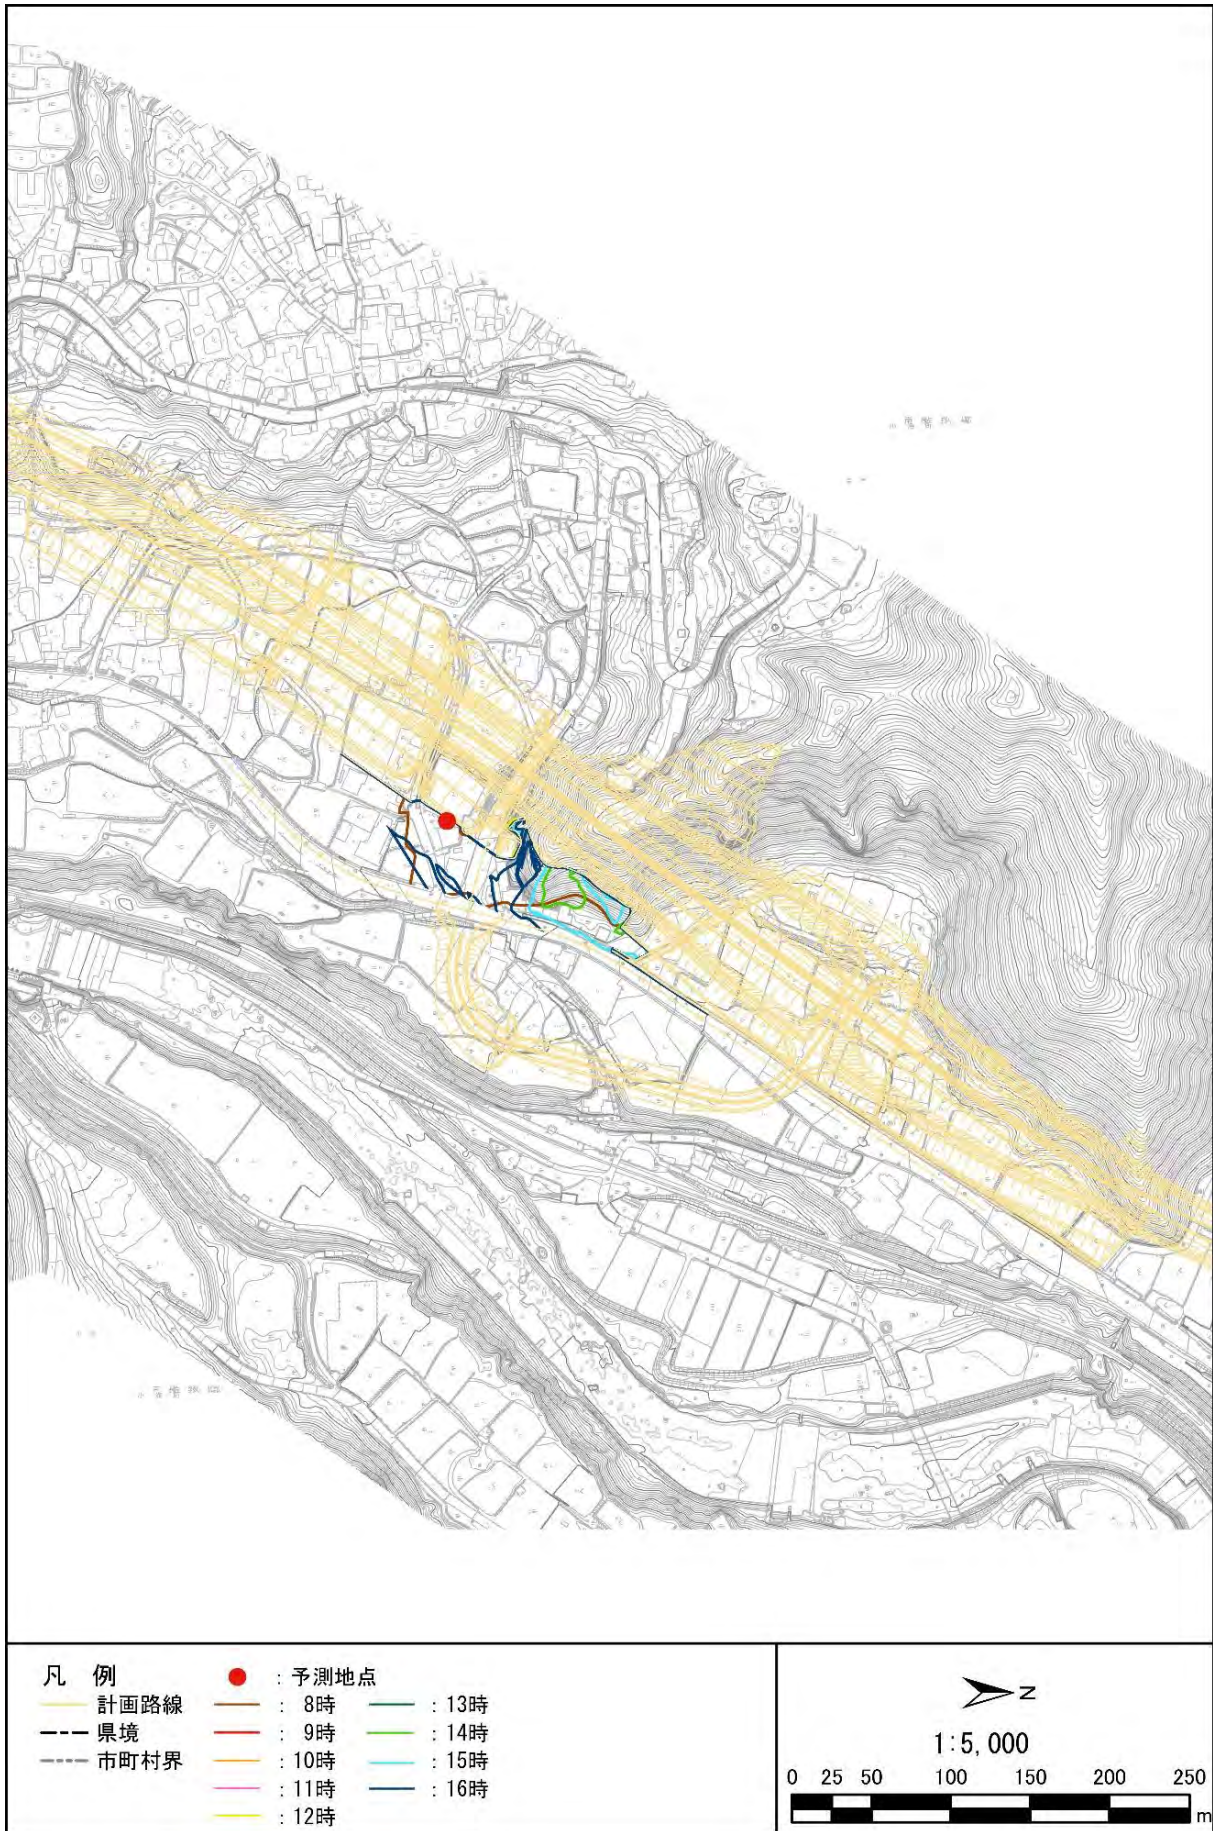 凡 例
計画路線
県境
市町村界
: 予測地点
: 8時
: 9時
: 10時
: 11時
: 12時
: 13時
: 14時
: 15時
: 16時
N
1:5,000
0 25 50 100 150 200 250
m